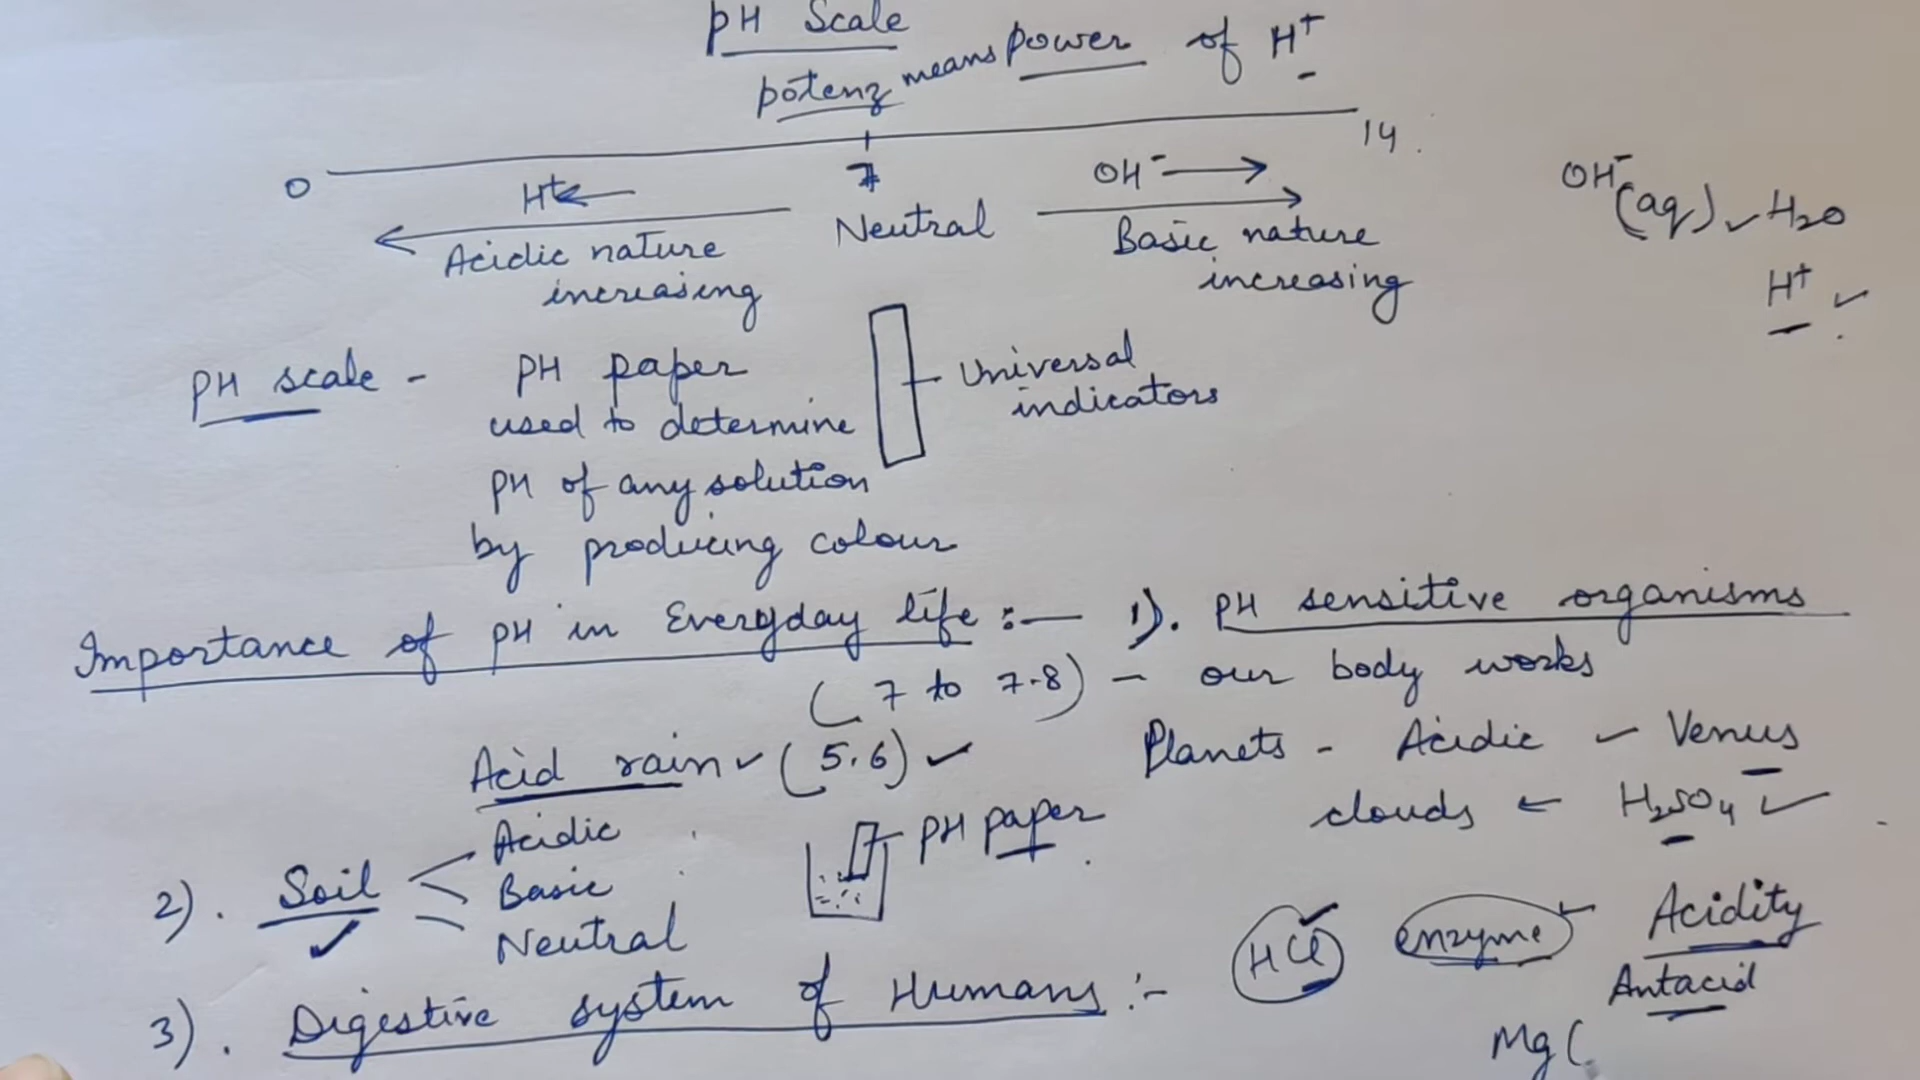 pH Scale
potenz means power of H+
0 7 14
H+ ← OH- →
OH-(aq) H2O
H+
Acidic nature increasing
Neutral
Basic nature increasing
pH scale - pH paper
used to determine
pH of any solution
by producing colour
Universal
indicators
Importance of pH in Everyday life :— 1). pH sensitive organisms
(7 to 7.8) - our body works
Acid rain (5.6)
Planets - Acidic - Venus
clouds ← H2SO4
2). Soil
Acidic
Basic
Neutral
pH paper
3). Digestive system of Humans :-
HCl enzyme Acidity
Antacid
Mg(